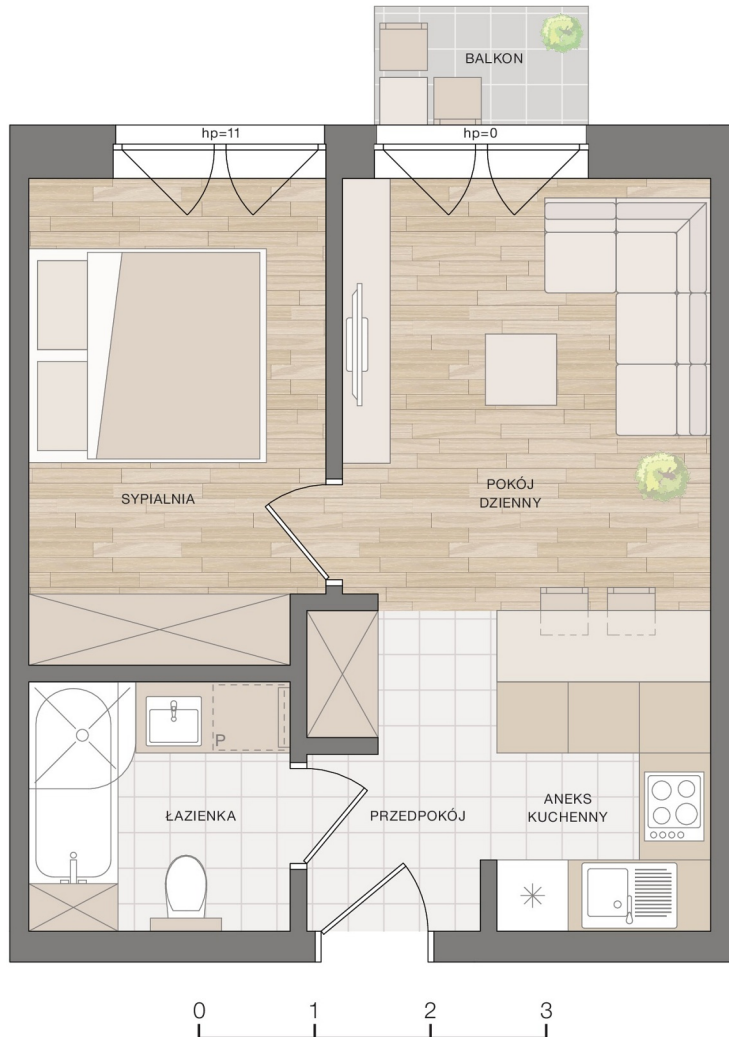 BALKON
hp=11
hp=0
SYPIALNIA
POKÓJ
DZIENNY
P
ŁAZIENKA
PRZEDPOKÓJ
ANEKS
KUCHENNY
0 1 2 3